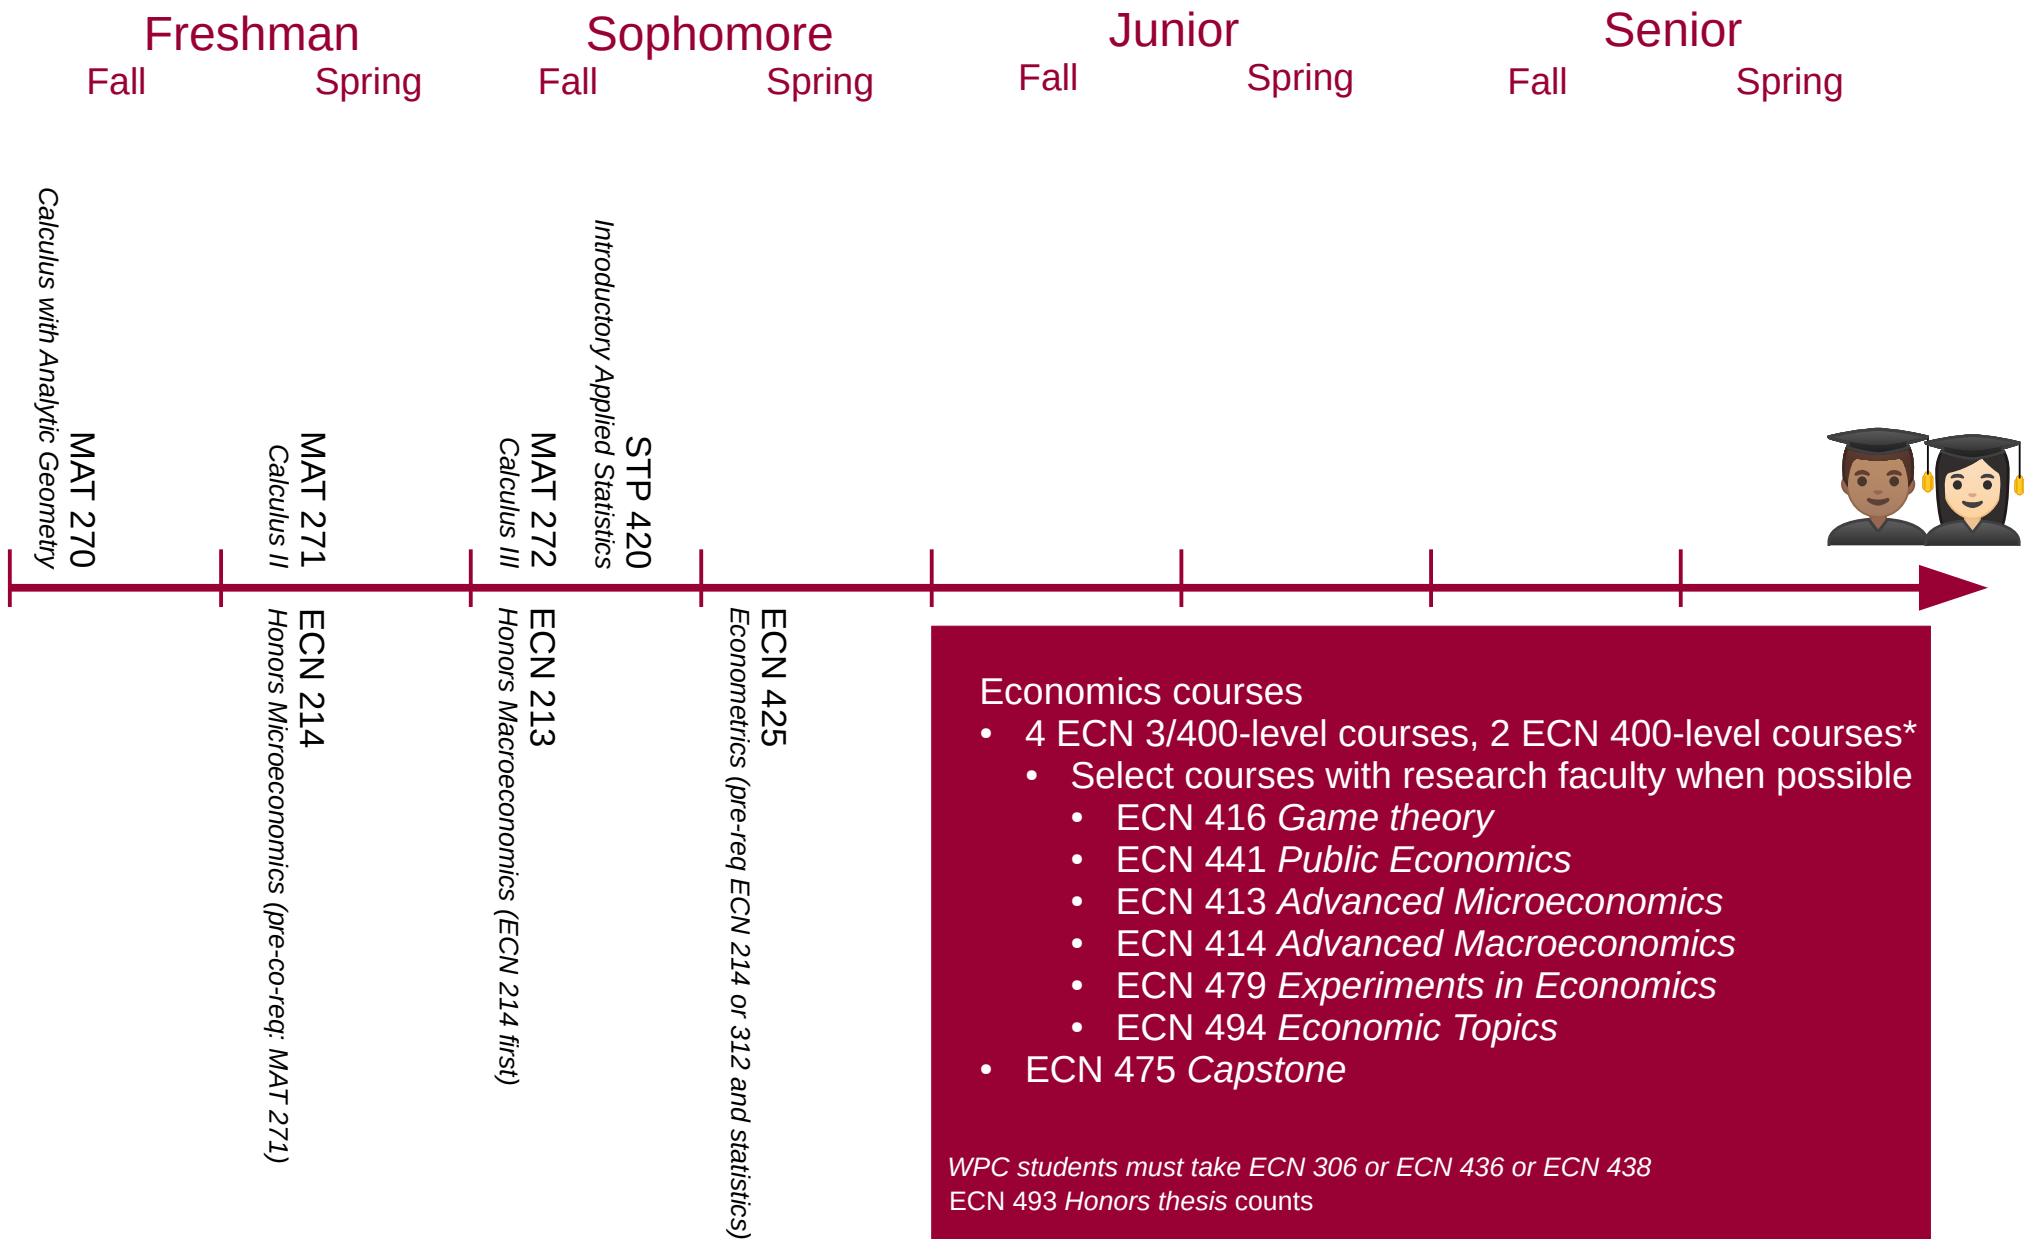 Freshman
Sophomore
Junior
Senior
Fall
Spring
Fall
Spring
Fall
Spring
Fall
Spring
MAT 270
Calculus with Analytic Geometry
MAT 271
Calculus II
MAT 272
Calculus III
STP 420
Introductory Applied Statistics
ECN 214
Honors Microeconomics (pre-co-req: MAT 271)
ECN 213
Honors Macroeconomics (ECN 214 first)
ECN 425
Econometrics (pre-req ECN 214 or 312 and statistics)
Economics courses
• 4 ECN 3/400-level courses, 2 ECN 400-level courses*
• Select courses with research faculty when possible
• ECN 416 Game theory
• ECN 441 Public Economics
• ECN 413 Advanced Microeconomics
• ECN 414 Advanced Macroeconomics
• ECN 479 Experiments in Economics
• ECN 494 Economic Topics
• ECN 475 Capstone
WPC students must take ECN 306 or ECN 436 or ECN 438
ECN 493 Honors thesis counts